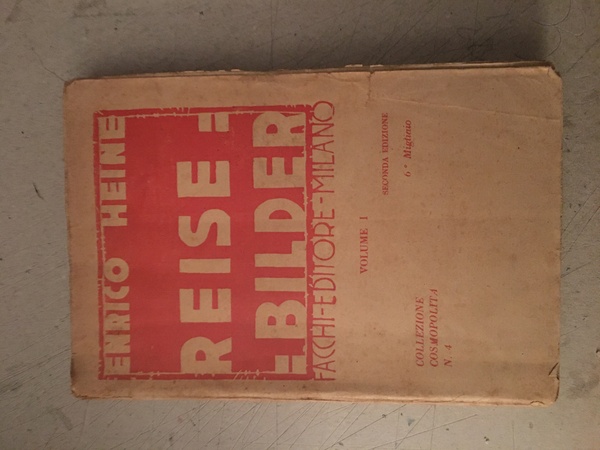 ENRICO HEINE
REISE=
=BILDER
FACCHI-EDITORE-MILANO
VOLUME I
SECONDA EDIZIONE
6° Migliaio
COLLEZIONE
COSMOPOLITA
N. 4